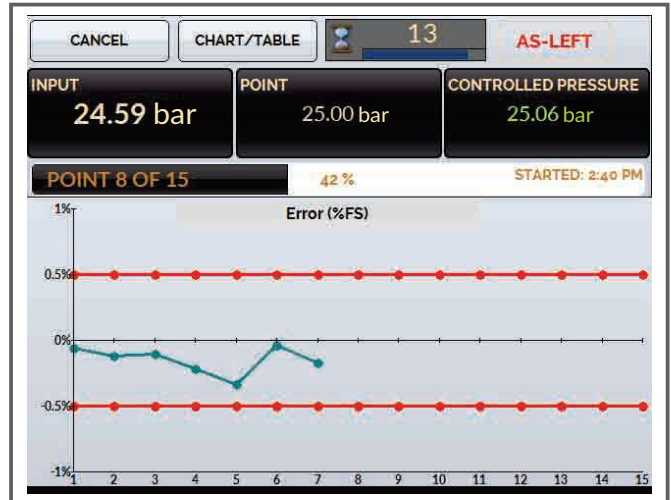 CANCEL
CHART/TABLE
13
AS-LEFT
INPUT
24.59 bar
POINT
25.00 bar
CONTROLLED PRESSURE
25.06 bar
POINT 8 OF 15
42 %
STARTED: 2:40 PM
Error (%FS)
1%
0.5%
0%
-0.5%
-1%
1 2 3 4 5 6 7 8 9 10 11 12 13 14 15